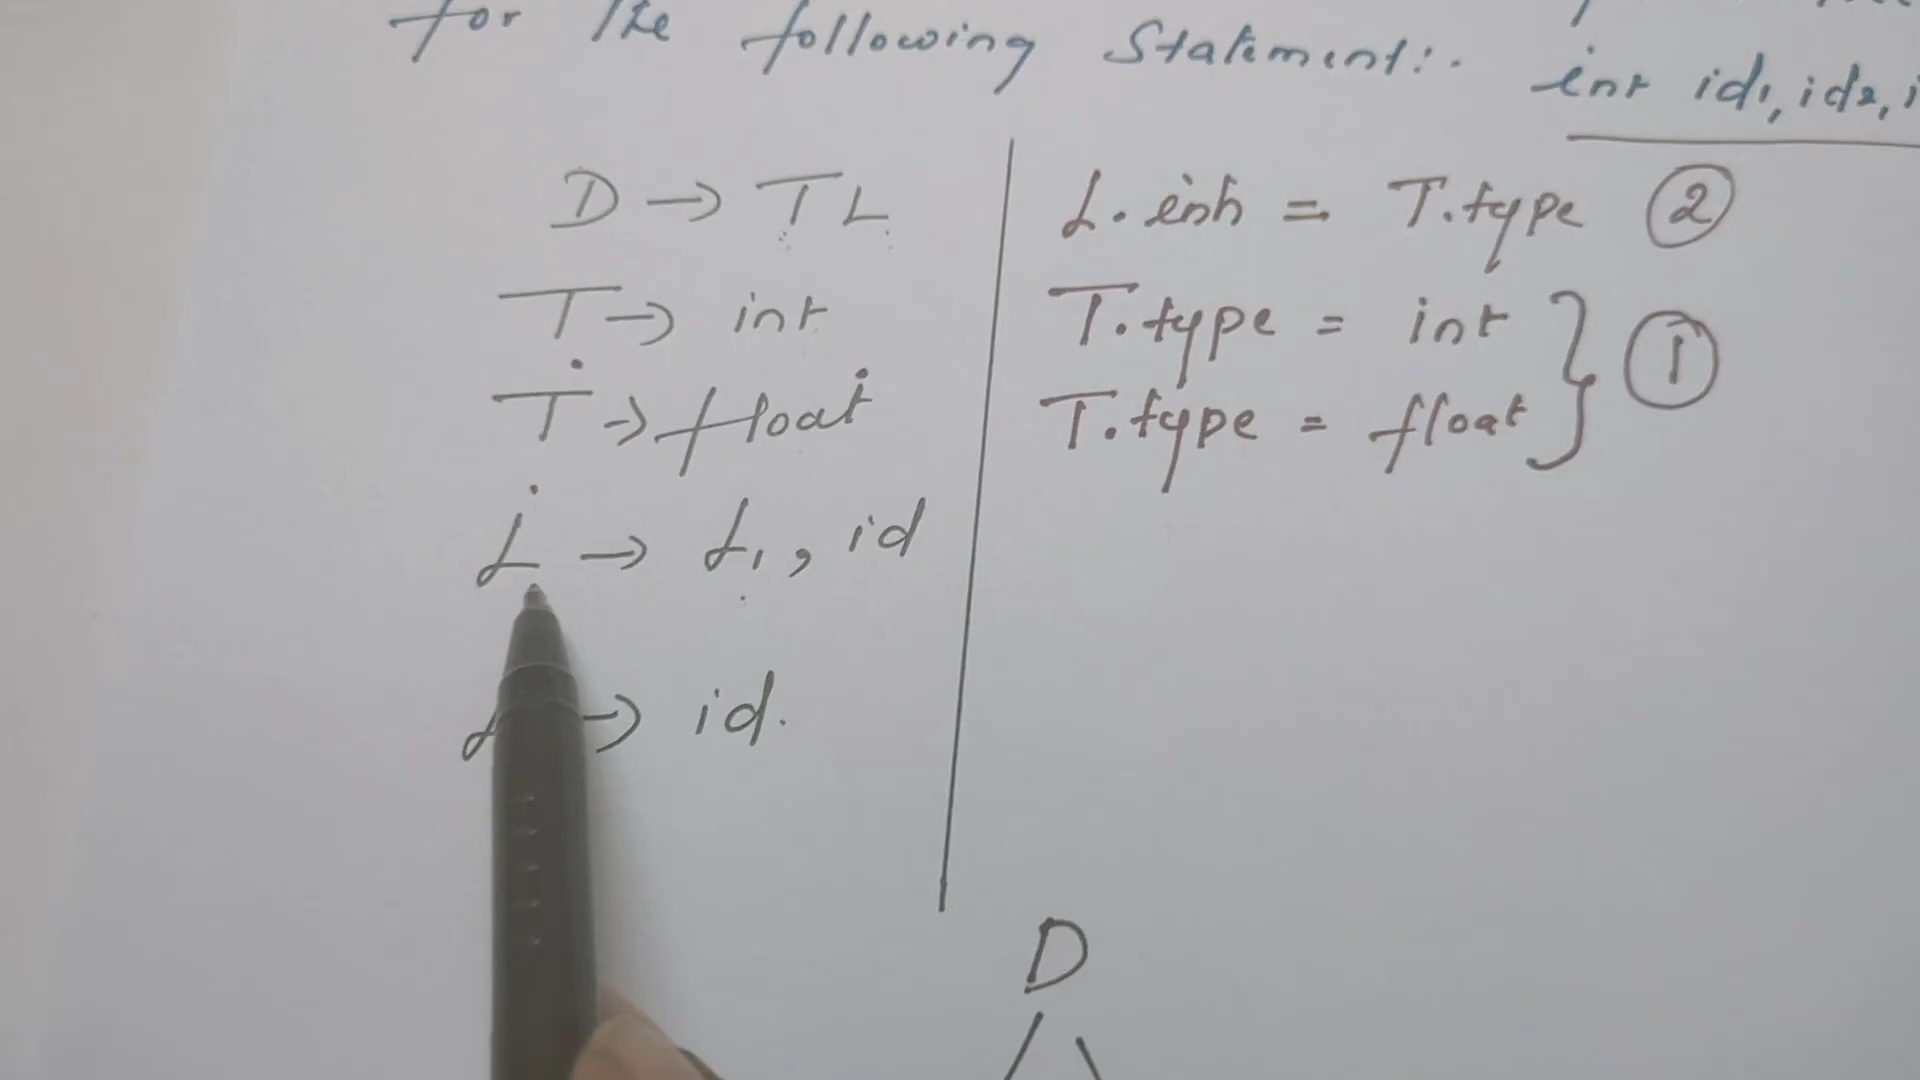 for the following Statement:.
int id1, id2, i
D → T L
L.inh = T.type ②
T → int
T.type = int
T → float
T.type = float } ①
L → L1, id
L → id.
D